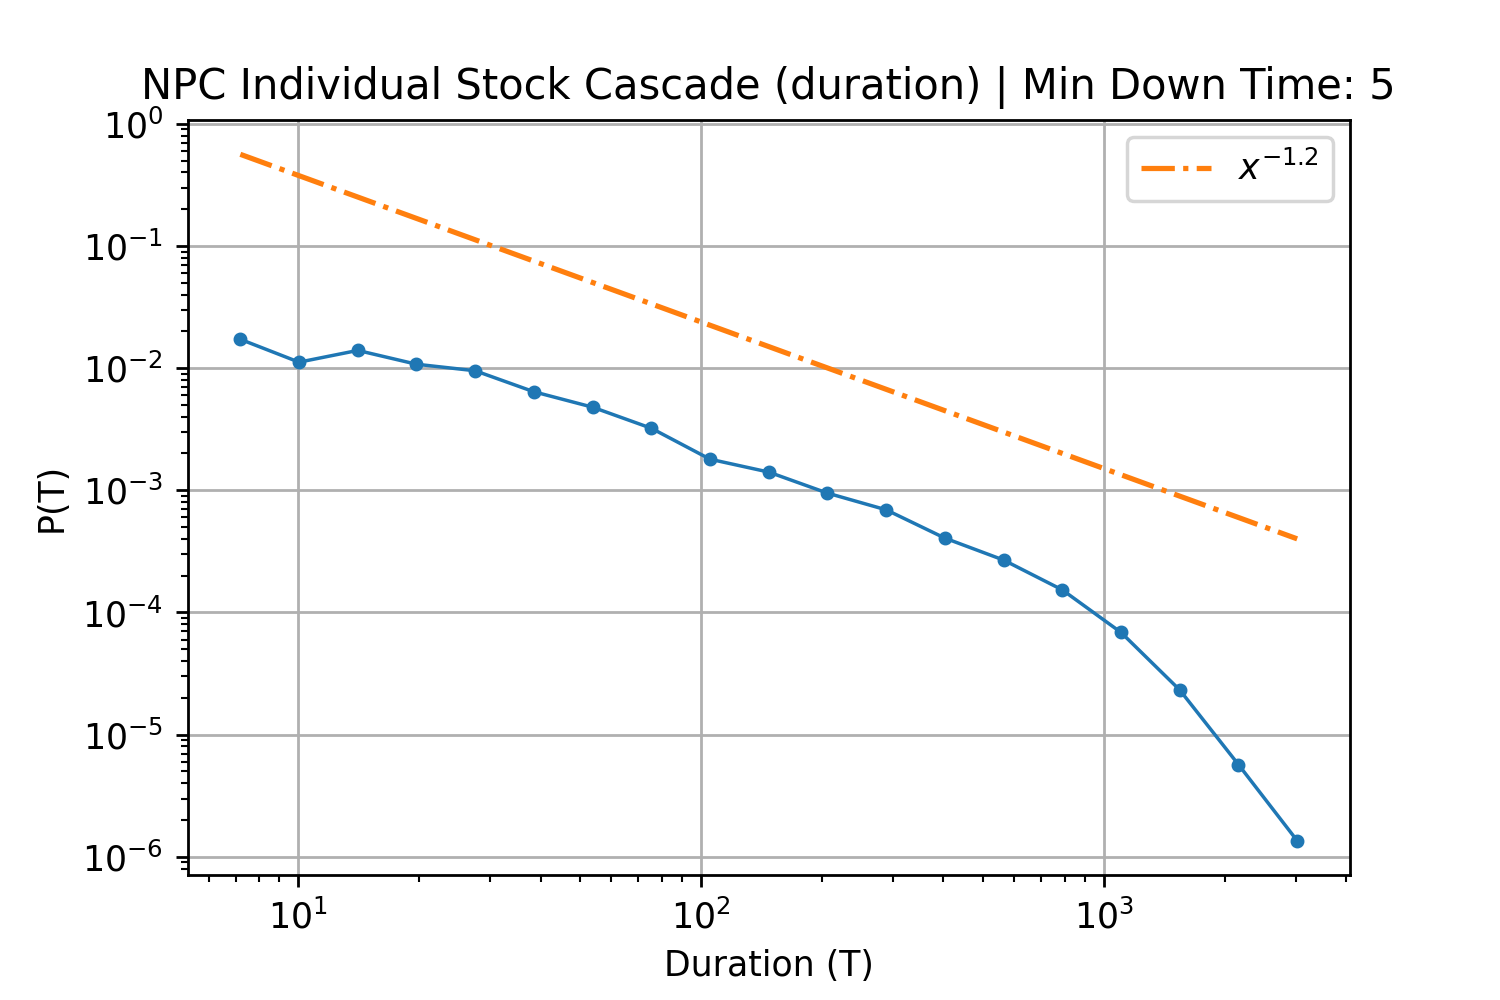 NPC Individual Stock Cascade (duration) | Min Down Time: 5
x^{-1.2}
P(T)
10^0
10^{-1}
10^{-2}
10^{-3}
10^{-4}
10^{-5}
10^{-6}
10^1 10^2 10^3
Duration (T)